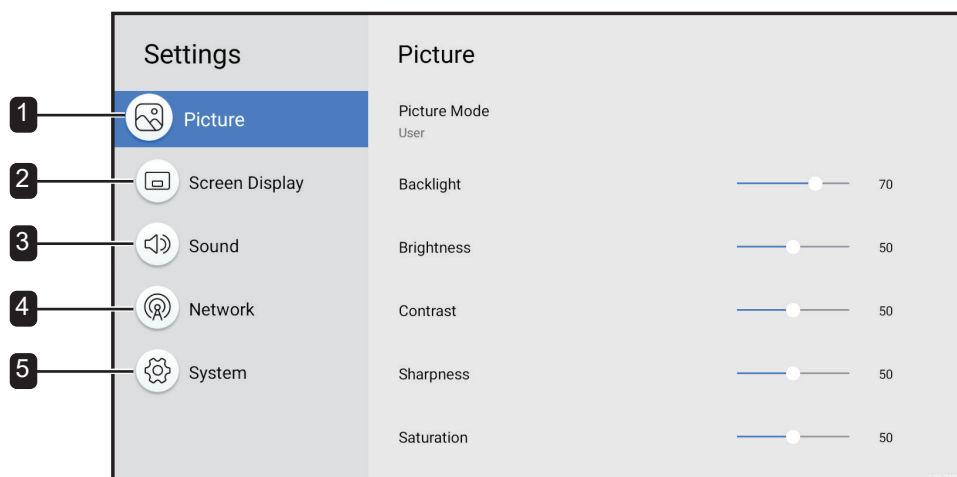 Settings
Picture
1 Picture
Picture Mode
User
2 Screen Display
Backlight 70
3 Sound
Brightness 50
4 Network
Contrast 50
5 System
Sharpness 50
Saturation 50